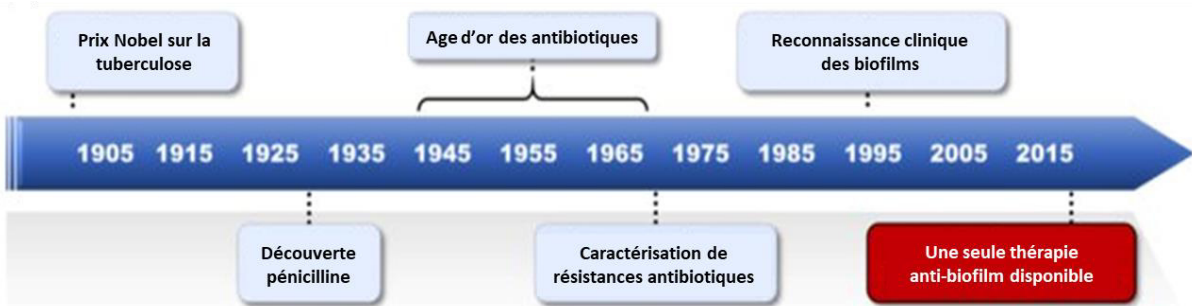 Prix Nobel sur la
tuberculose
Age d'or des antibiotiques
Reconnaissance clinique
des biofilms
1905 1915 1925 1935 1945 1955 1965 1975 1985 1995 2005 2015
Découverte
pénicilline
Caractérisation de
résistances antibiotiques
Une seule thérapie
anti-biofilm disponible